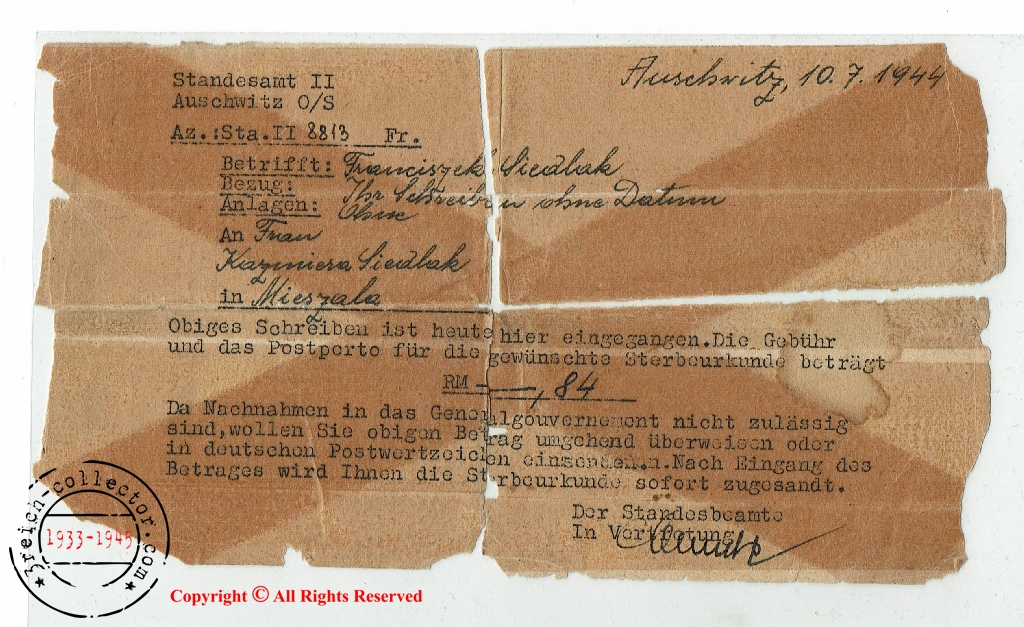 Auschwitz, 10.7.1944
Standesamt II
Auschwitz O/S
Az.:Sta.II 8813 Fr.
Betrifft: Franciszek Siedlak
Bezug: Ihr Schreiben ohne Datum
Anlagen: Ohne
An Frau
Kazimiera Siedlak
in Mieszala
Obiges Schreiben ist heute hier eingegangen.Die Gebühr
und das Postporto für die gewünschte Sterbeurkunde beträgt
RM —,84
Da Nachnahmen in das Generalgouvernement nicht zulässig
sind,wollen Sie obigen Betrag umgehend überweisen oder
in deutschen Postwertzeichen einsenden.Nach Eingang des
Betrages wird Ihnen die Sterbeurkunde sofort zugesandt.
Der Standesbeamte
In Vertretung
3reich-collector.com
1933-1945
Copyright © All Rights Reserved